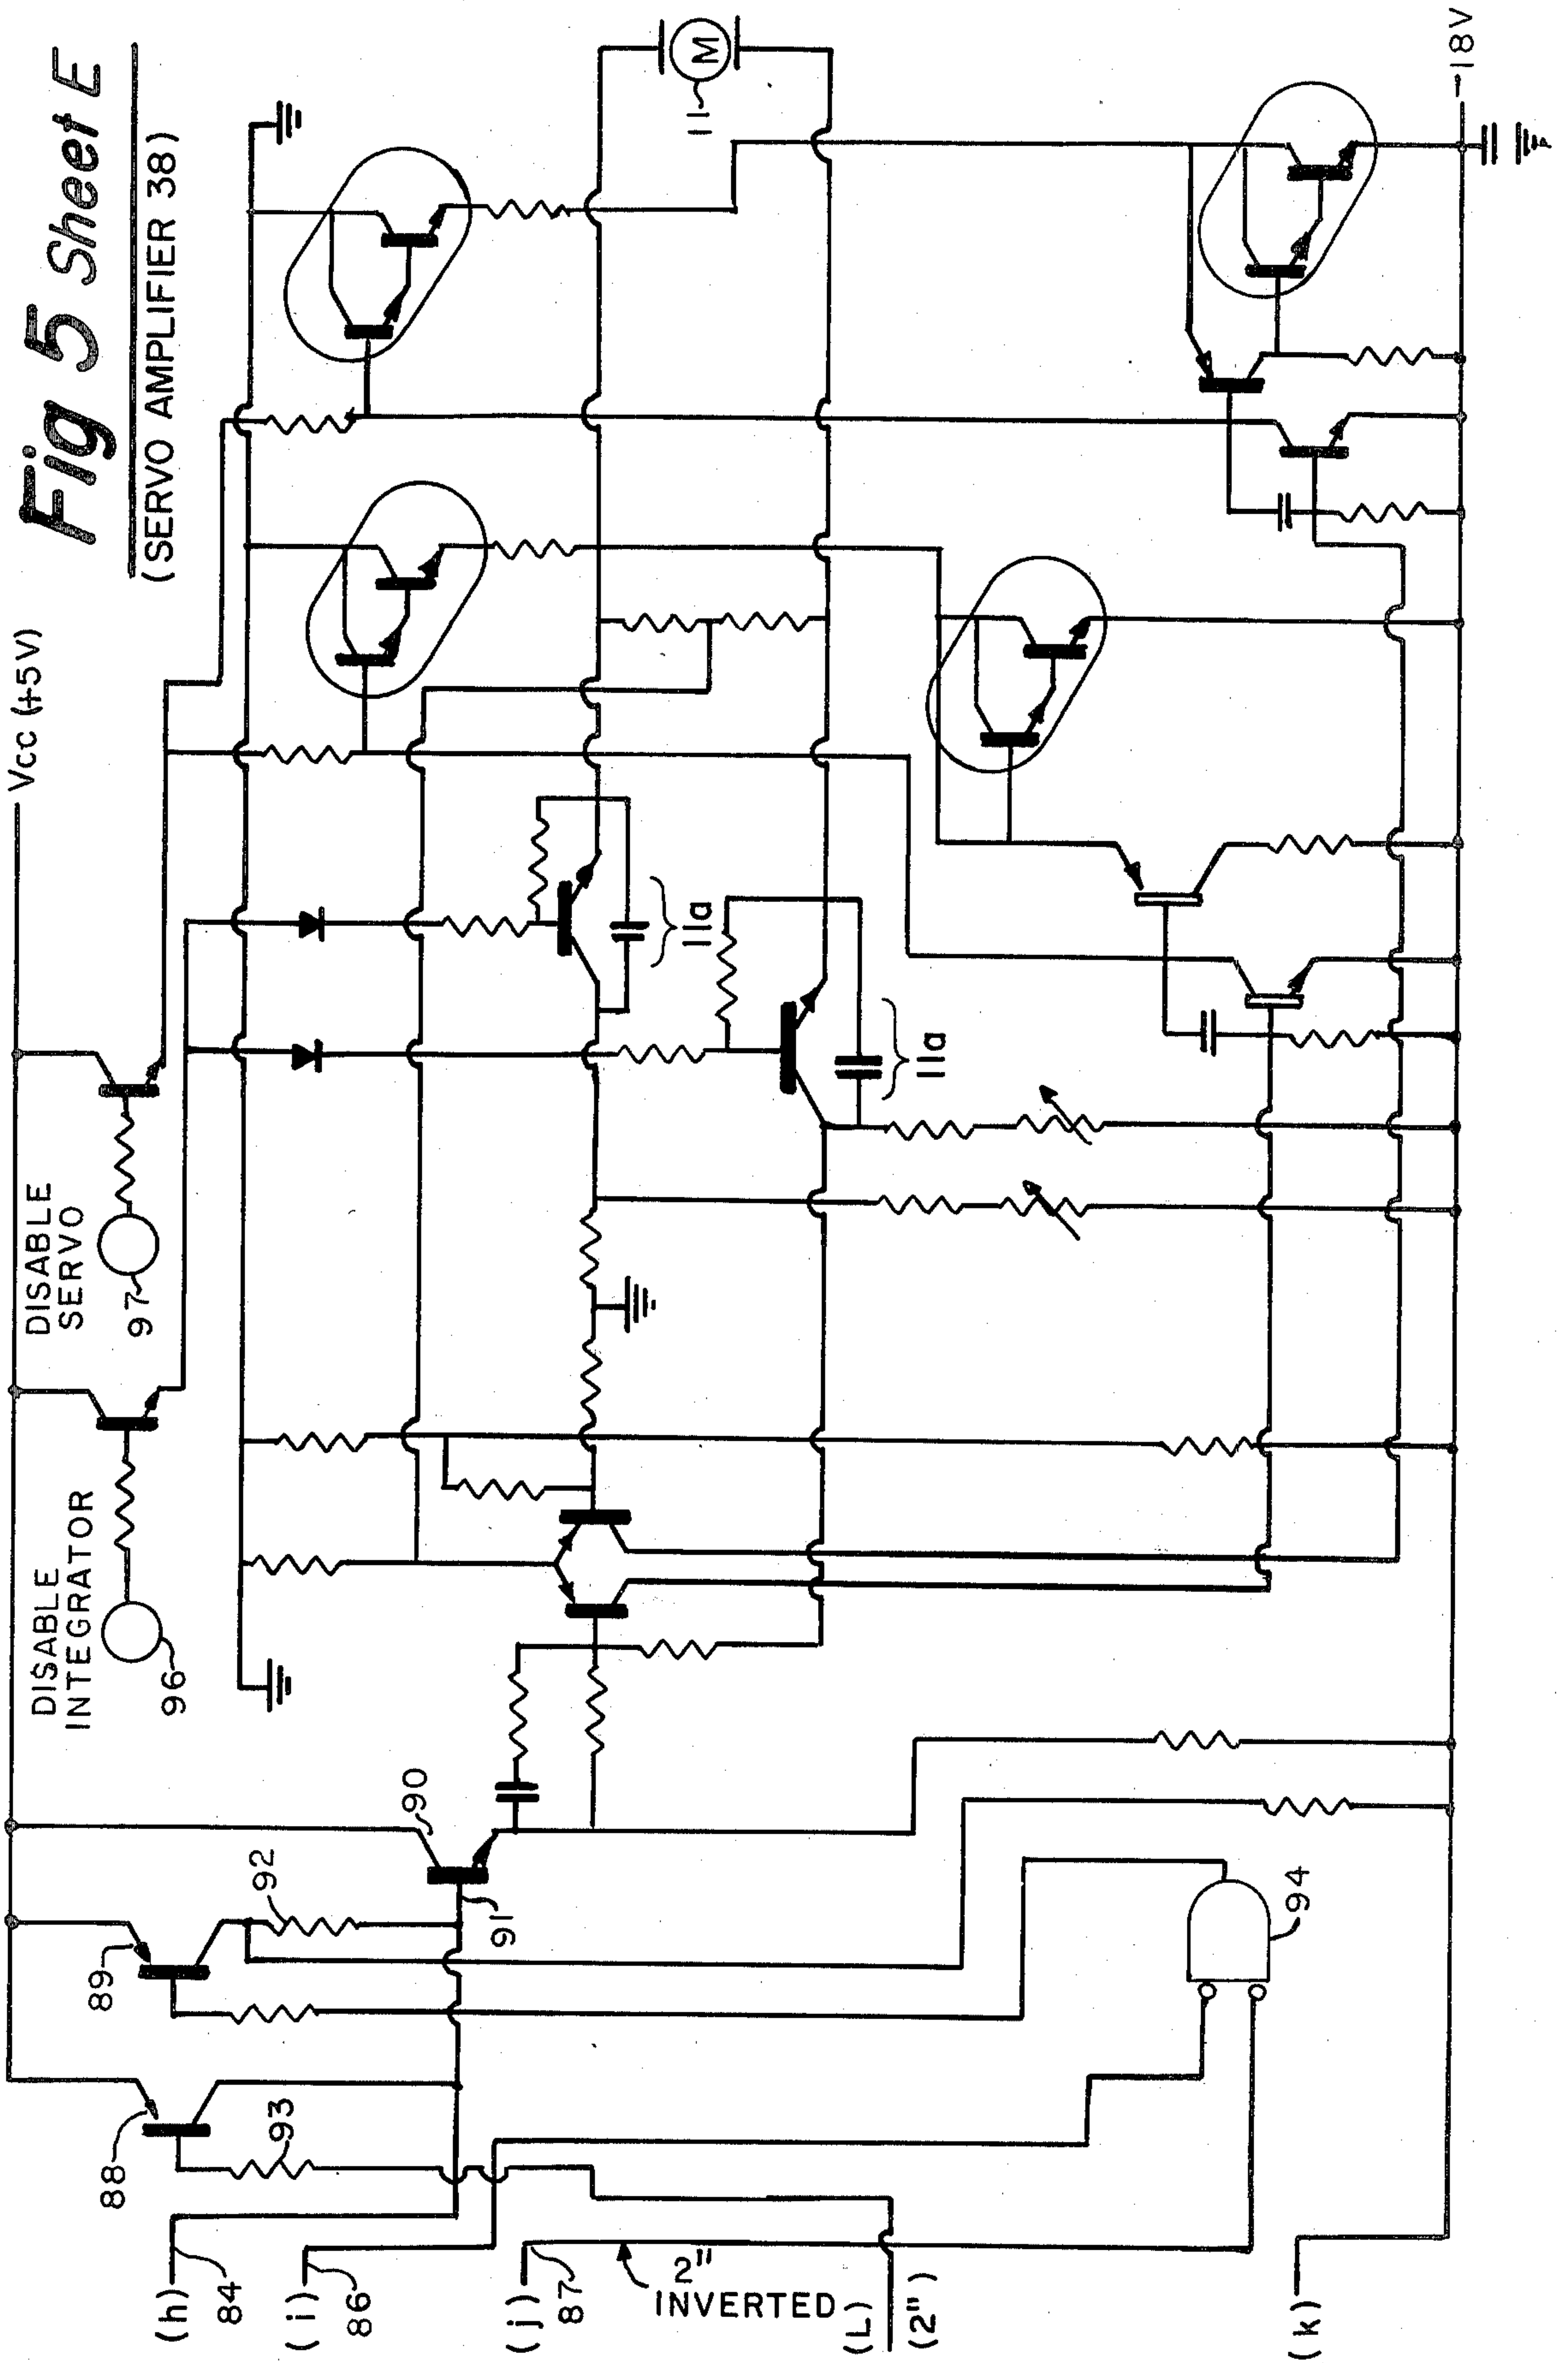 Fig 5 Sheet E
(SERVO AMPLIFIER 38)
Vcc (+5V)
DISABLE
SERVO
97
DISABLE
INTEGRATOR
96
11
M
11a
11a
90
92
91
89
88
93
94
(h)
84
(i)
86
(j)
87
2"
INVERTED
(L)
(2")
(k)
-18V